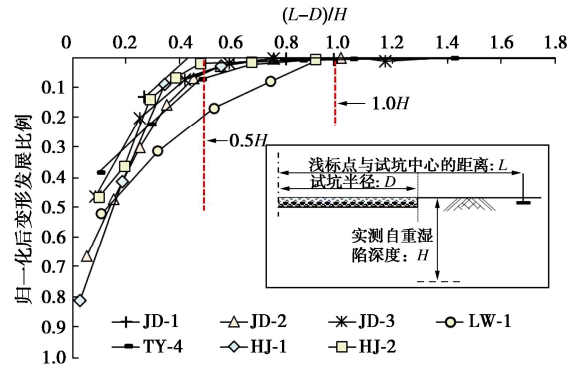 (L–D)/H
0 0.2 0.4 0.6 0.8 1.0 1.2 1.4 1.6 1.8
0.1
0.2
0.3
0.4
0.5
0.6
0.7
0.8
0.9
1.0
归一化后变形发展比例
1.0H
0.5H
浅标点与试坑中心的距离: L
试坑半径: D
实测自重湿
陷深度: H
JD-1 JD-2 JD-3 LW-1
TY-4 HJ-1 HJ-2